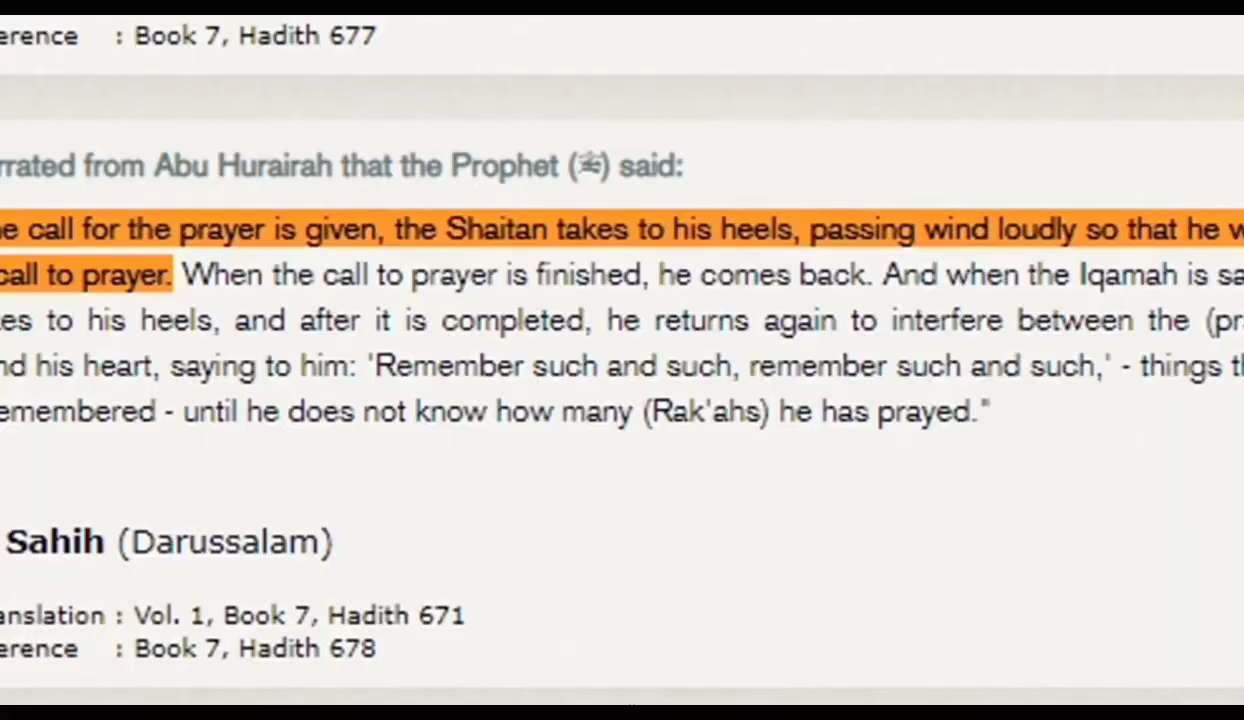 erence : Book 7, Hadith 677
rrated from Abu Hurairah that the Prophet (ﷺ) said:
e call for the prayer is given, the Shaitan takes to his heels, passing wind loudly so that he w
call to prayer. When the call to prayer is finished, he comes back. And when the Iqamah is sa
es to his heels, and after it is completed, he returns again to interfere between the (pr
nd his heart, saying to him: 'Remember such and such, remember such and such,' - things th
emembered - until he does not know how many (Rak'ahs) he has prayed."
Sahih (Darussalam)
anslation : Vol. 1, Book 7, Hadith 671
erence : Book 7, Hadith 678